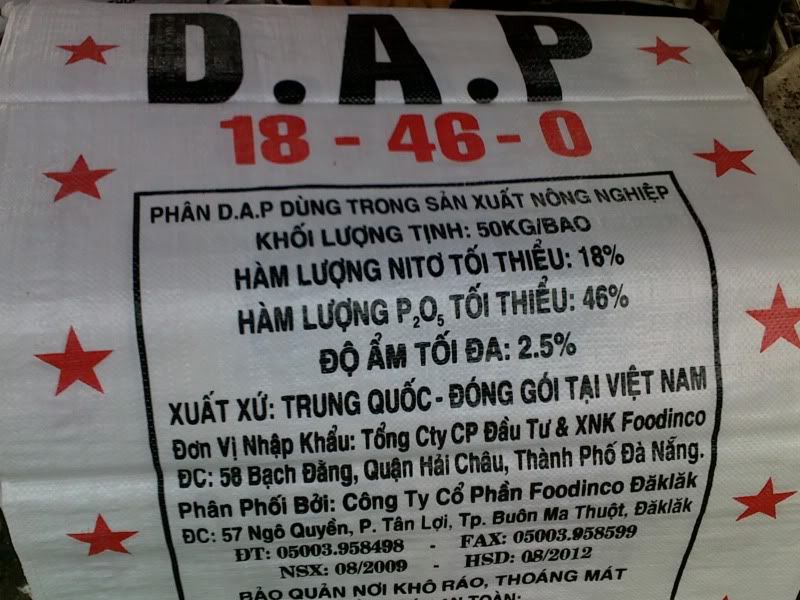 D.A.P
18 - 46 - 0
PHÂN D.A.P DÙNG TRONG SẢN XUẤT NÔNG NGHIỆP
KHỐI LƯỢNG TỊNH: 50KG/BAO
HÀM LƯỢNG NITƠ TỐI THIỂU: 18%
HÀM LƯỢNG P₂O₅ TỐI THIỂU: 46%
ĐỘ ẨM TỐI ĐA: 2.5%
XUẤT XỨ: TRUNG QUỐC - ĐÓNG GÓI TẠI VIỆT NAM
Đơn Vị Nhập Khẩu: Tổng Cty CP Đầu Tư & XNK Foodinco
ĐC: 58 Bạch Đằng, Quận Hải Châu, Thành Phố Đà Nẵng.
Phân Phối Bởi: Công Ty Cổ Phần Foodinco Đăklăk
ĐC: 57 Ngô Quyền, P. Tân Lợi, Tp. Buôn Ma Thuột, Đăklăk
ĐT: 05003.958498 - FAX: 05003.958599
NSX: 08/2009 - HSD: 08/2012
BẢO QUẢN NƠI KHÔ RÁO, THOÁNG MÁT
AN TOÀN: